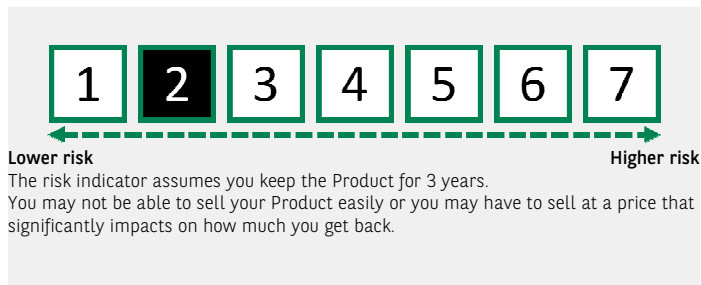 1 2 3 4 5 6 7
Lower risk Higher risk
The risk indicator assumes you keep the Product for 3 years.
You may not be able to sell your Product easily or you may have to sell at a price that
significantly impacts on how much you get back.